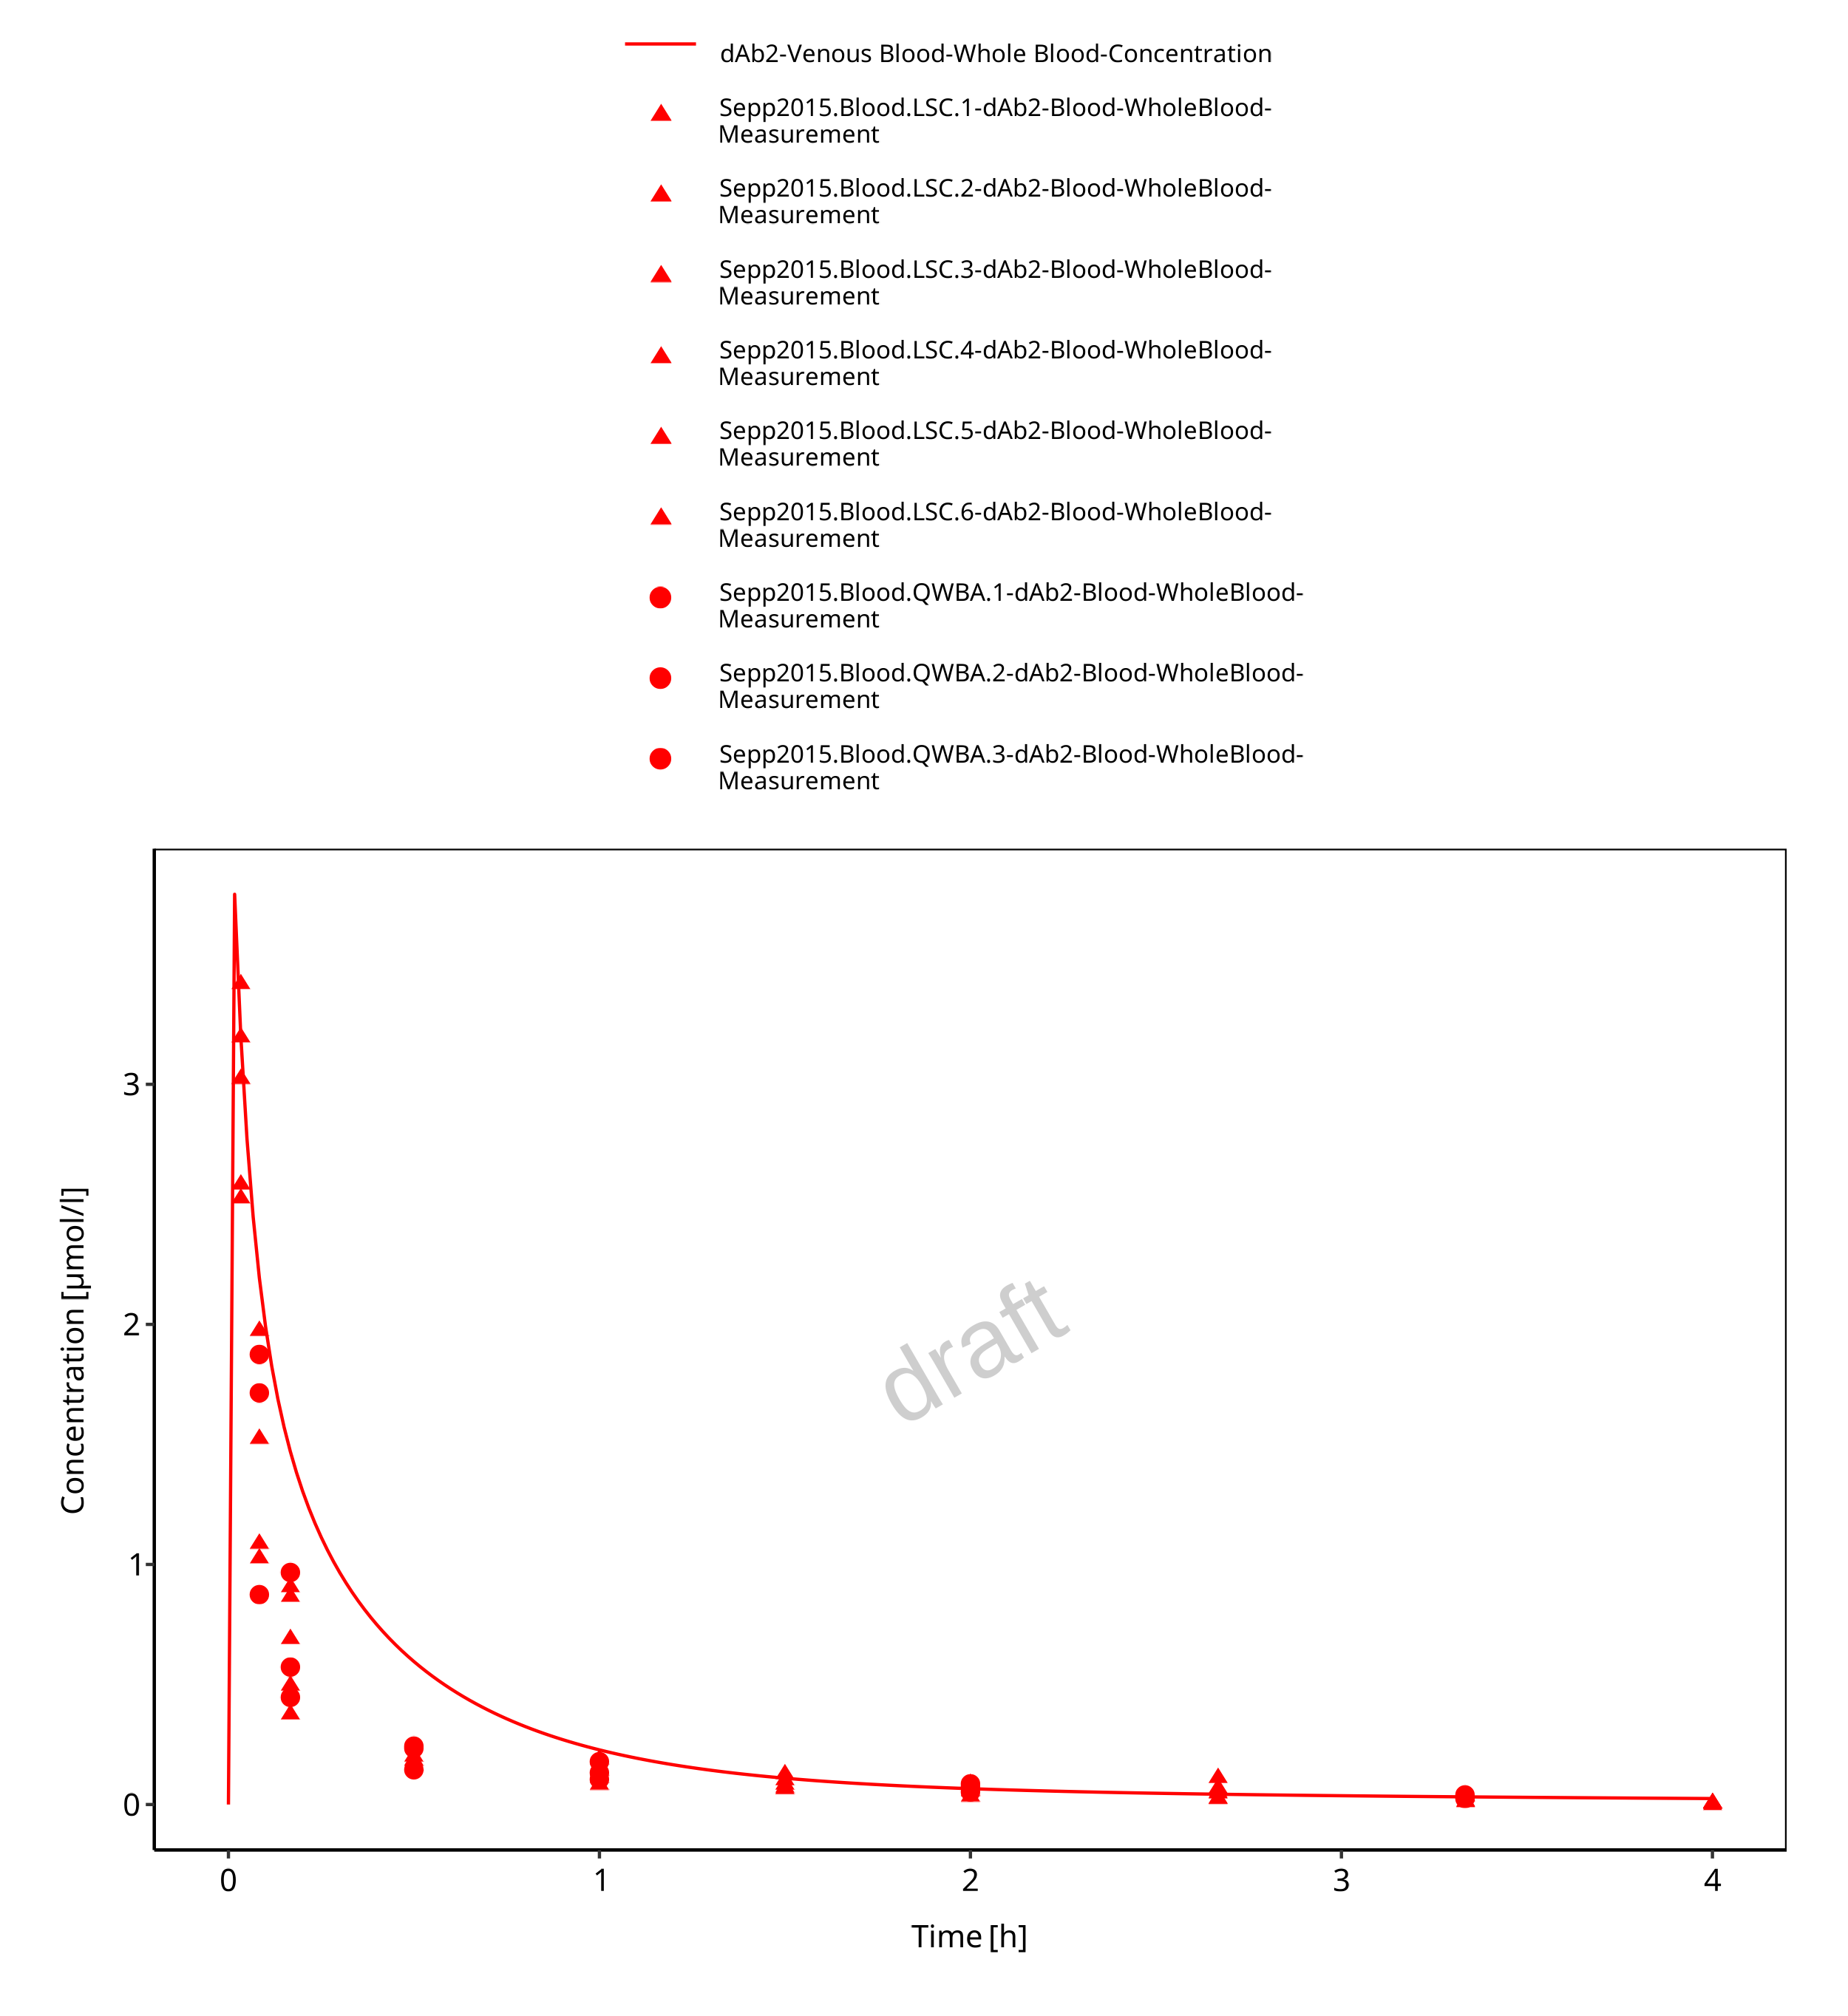 dAb2-Venous Blood-Whole Blood-Concentration
Sepp2015.Blood.LSC.1-dAb2-Blood-WholeBlood-
Measurement
Sepp2015.Blood.LSC.2-dAb2-Blood-WholeBlood-
Measurement
Sepp2015.Blood.LSC.3-dAb2-Blood-WholeBlood-
Measurement
Sepp2015.Blood.LSC.4-dAb2-Blood-WholeBlood-
Measurement
Sepp2015.Blood.LSC.5-dAb2-Blood-WholeBlood-
Measurement
Sepp2015.Blood.LSC.6-dAb2-Blood-WholeBlood-
Measurement
Sepp2015.Blood.QWBA.1-dAb2-Blood-WholeBlood-
Measurement
Sepp2015.Blood.QWBA.2-dAb2-Blood-WholeBlood-
Measurement
Sepp2015.Blood.QWBA.3-dAb2-Blood-WholeBlood-
Measurement
Concentration [µmol/l]
3
2
1
0
draft
0 1 2 3 4
Time [h]